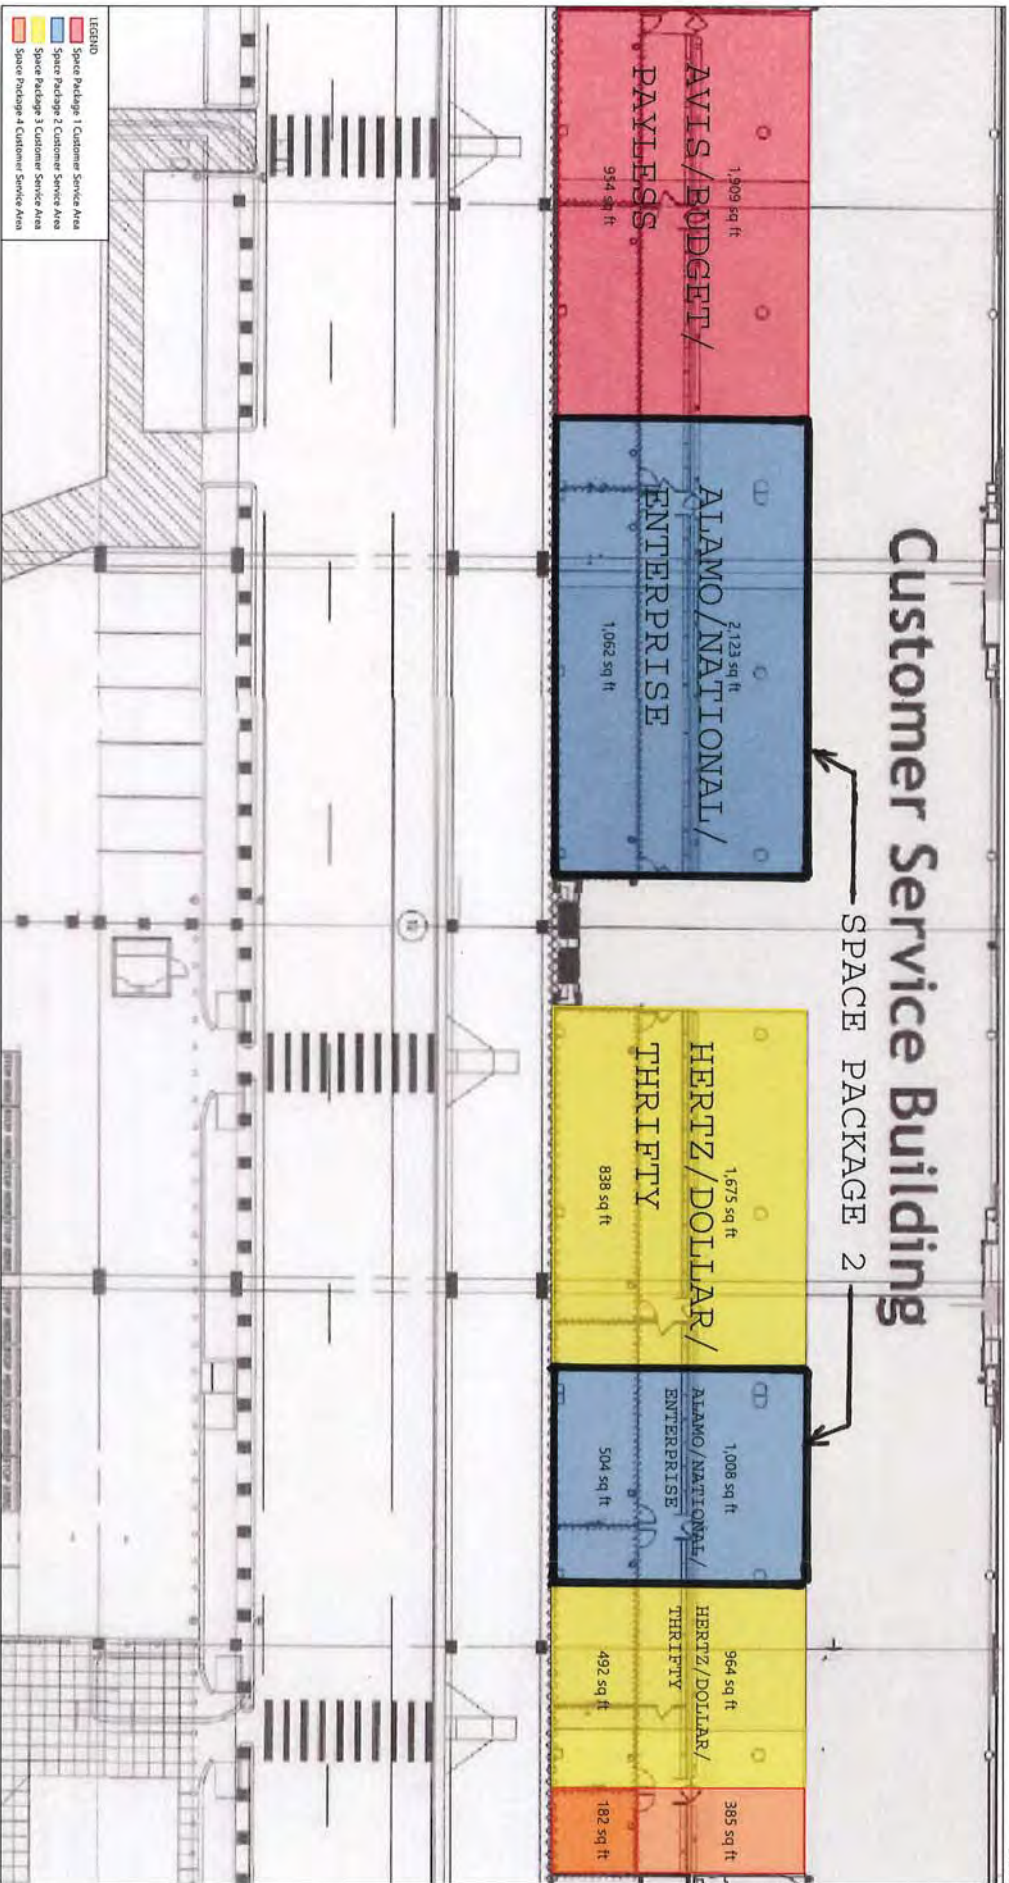 Customer Service Building
SPACE PACKAGE 2
1,909 sq ft
AVIS/BUDGET/
PAYLESS
954 sq ft
2,123 sq ft
ALAMO/NATIONAL/
ENTERPRISE
1,062 sq ft
1,675 sq ft
HERTZ/DOLLAR/
THRIFTY
838 sq ft
1,008 sq ft
ALAMO/NATIONAL/
ENTERPRISE
504 sq ft
964 sq ft
HERTZ/DOLLAR/
THRIFTY
492 sq ft
385 sq ft
182 sq ft
LEGEND
Space Package 1 Customer Service Area
Space Package 2 Customer Service Area
Space Package 3 Customer Service Area
Space Package 4 Customer Service Area